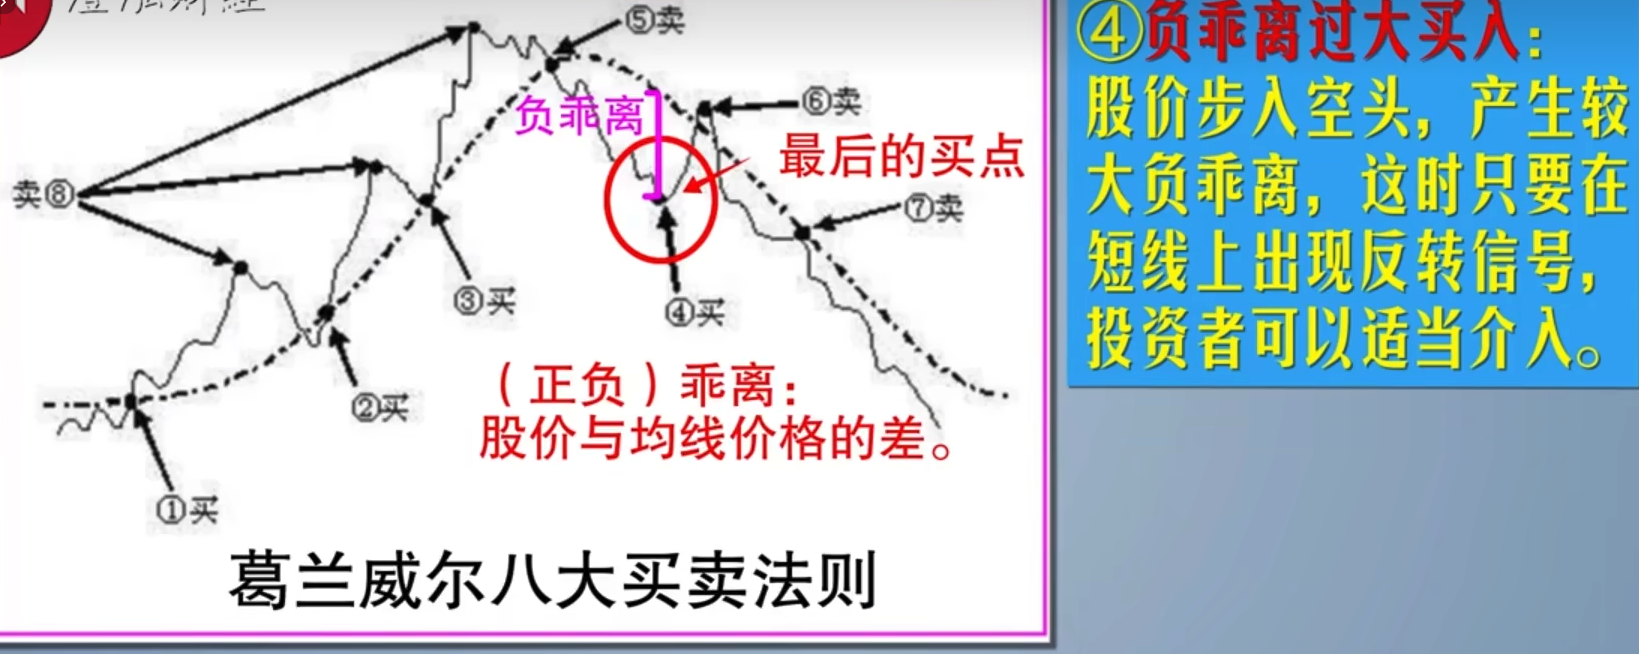 ⑤卖
负乖离
⑥卖
最后的买点
卖⑧
⑦卖
③买
④买
②买
①买
（正负）乖离：
股价与均线价格的差。
葛兰威尔八大买卖法则
④负乖离过大买入：
股价步入空头，产生较
大负乖离，这时只要在
短线上出现反转信号，
投资者可以适当介入。